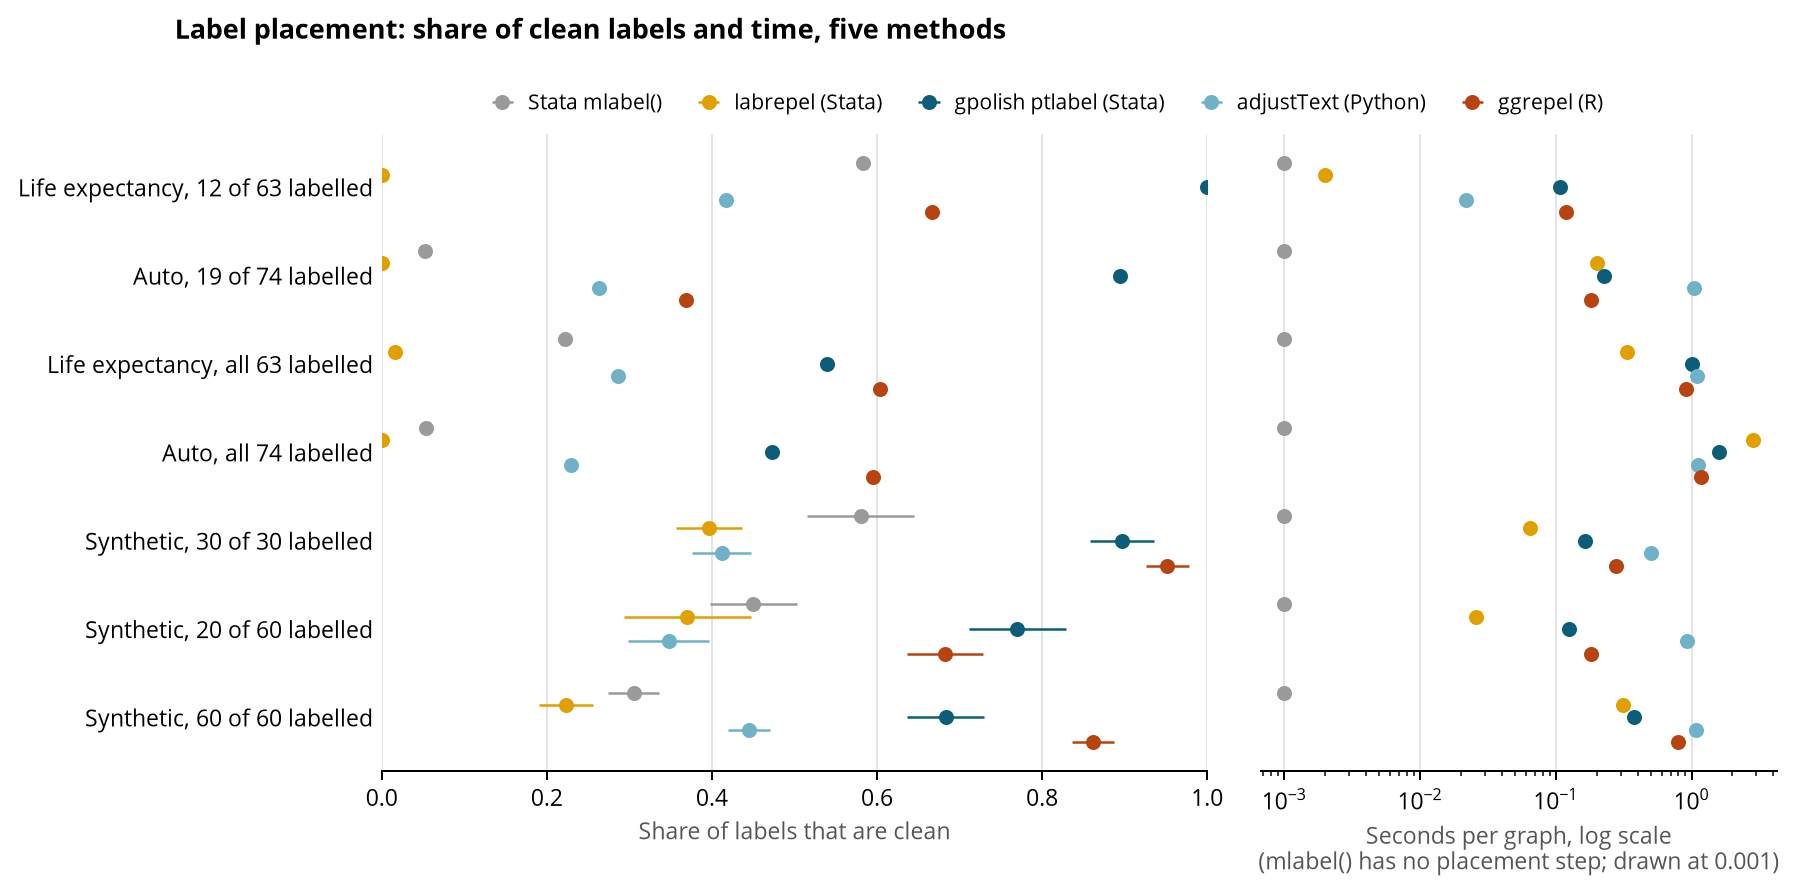 Label placement: share of clean labels and time, five methods
Stata mlabel() labrepel (Stata) gpolish ptlabel (Stata) adjustText (Python) ggrepel (R)
Life expectancy, 12 of 63 labelled
Auto, 19 of 74 labelled
Life expectancy, all 63 labelled
Auto, all 74 labelled
Synthetic, 30 of 30 labelled
Synthetic, 20 of 60 labelled
Synthetic, 60 of 60 labelled
0.0 0.2 0.4 0.6 0.8 1.0
Share of labels that are clean
10⁻³ 10⁻² 10⁻¹ 10⁰
Seconds per graph, log scale
(mlabel() has no placement step; drawn at 0.001)